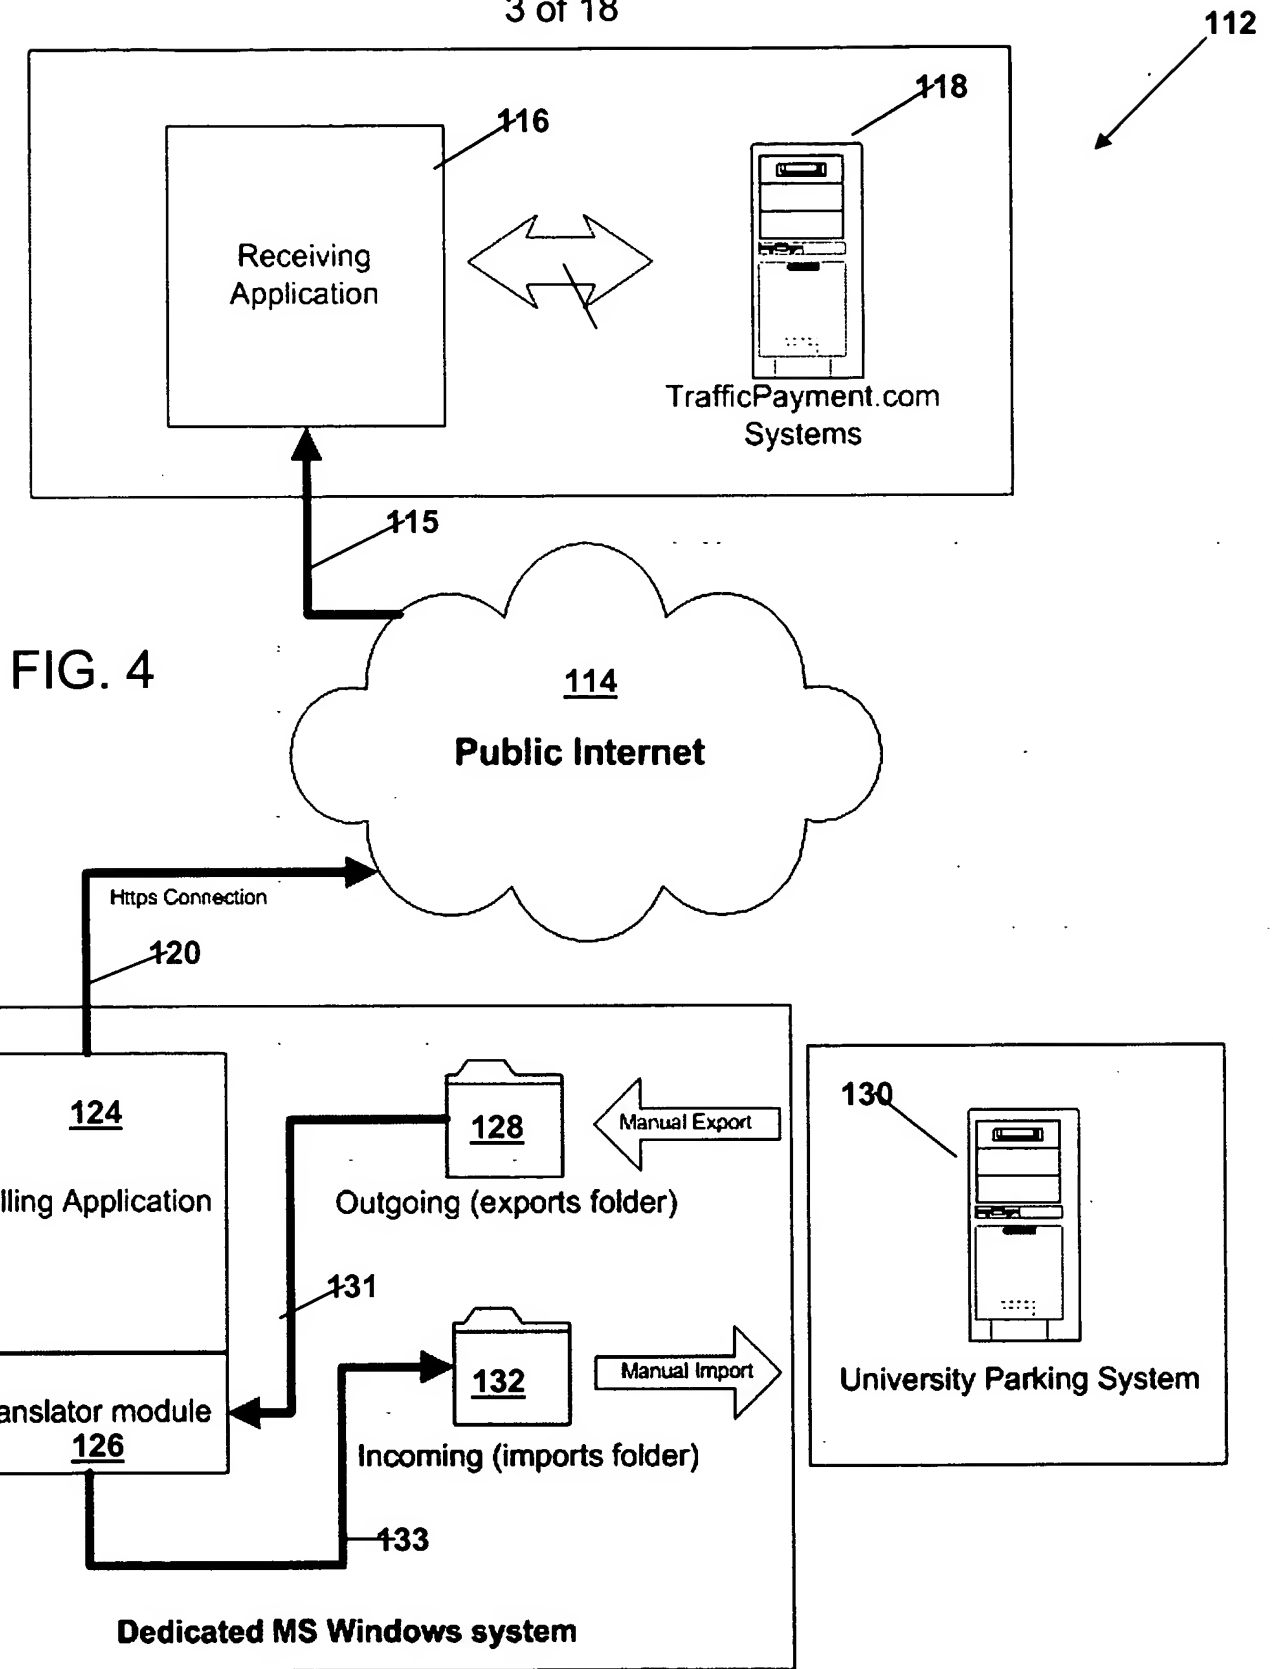 3 of 18
112
118
116
Receiving
Application
TrafficPayment.com
Systems
115
FIG. 4
114
Public Internet
Https Connection
120
124
128
Manual Export
130
lling Application
Outgoing (exports folder)
131
132
Manual Import
University Parking System
anslator module
126
Incoming (imports folder)
133
Dedicated MS Windows system